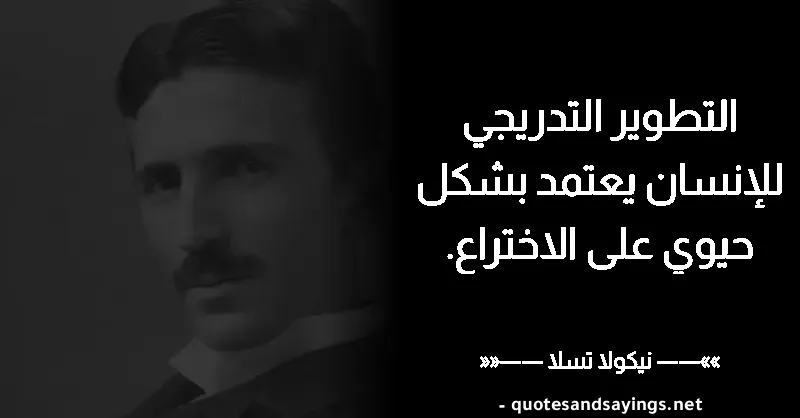 التطوير التدريجي
للإنسان يعتمد بشكل
حيوي على الاختراع.
»»——— نيكولا تسلا ———««
- quotesandsayings.net